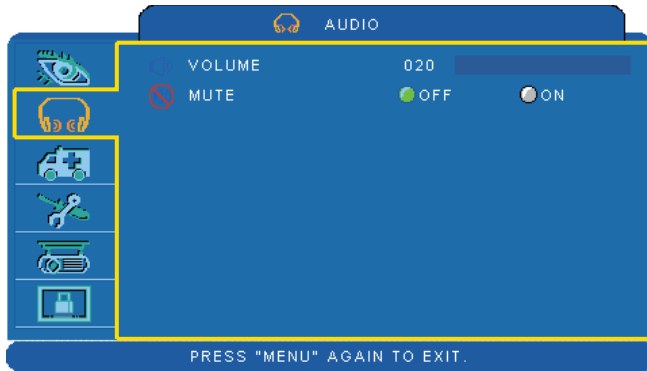 AUDIO
VOLUME 020
MUTE OFF ON
PRESS "MENU" AGAIN TO EXIT.